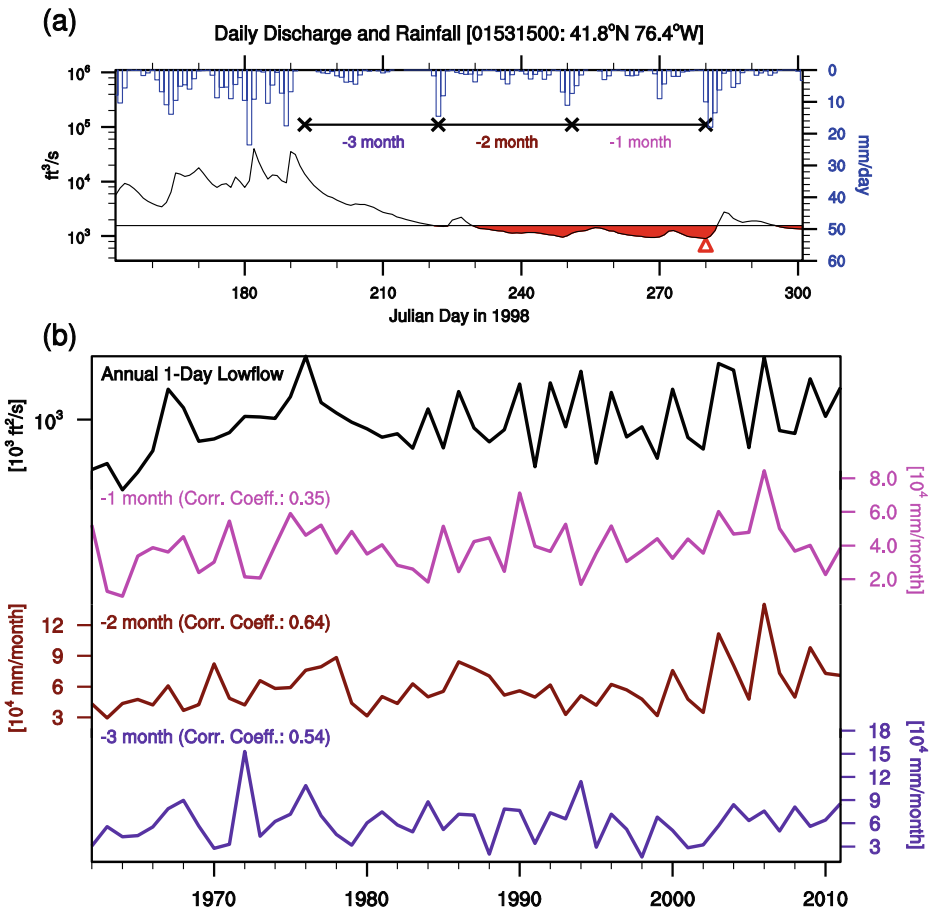 (a)
Daily Discharge and Rainfall [01531500: 41.8°N 76.4°W]
10⁶
10⁵
10⁴
10³
ft³/s
0
10
20
30
40
50
60
mm/day
-3 month
-2 month
-1 month
180
210
240
270
300
Julian Day in 1998
(b)
Annual 1-Day Lowflow
10³
[10³ ft²/s]
-1 month (Corr. Coeff.: 0.35)
8.0
6.0
4.0
2.0
[10⁴ mm/month]
-2 month (Corr. Coeff.: 0.64)
12
9
6
3
[10⁴ mm/month]
-3 month (Corr. Coeff.: 0.54)
18
15
12
9
6
3
[10⁴ mm/month]
1970
1980
1990
2000
2010